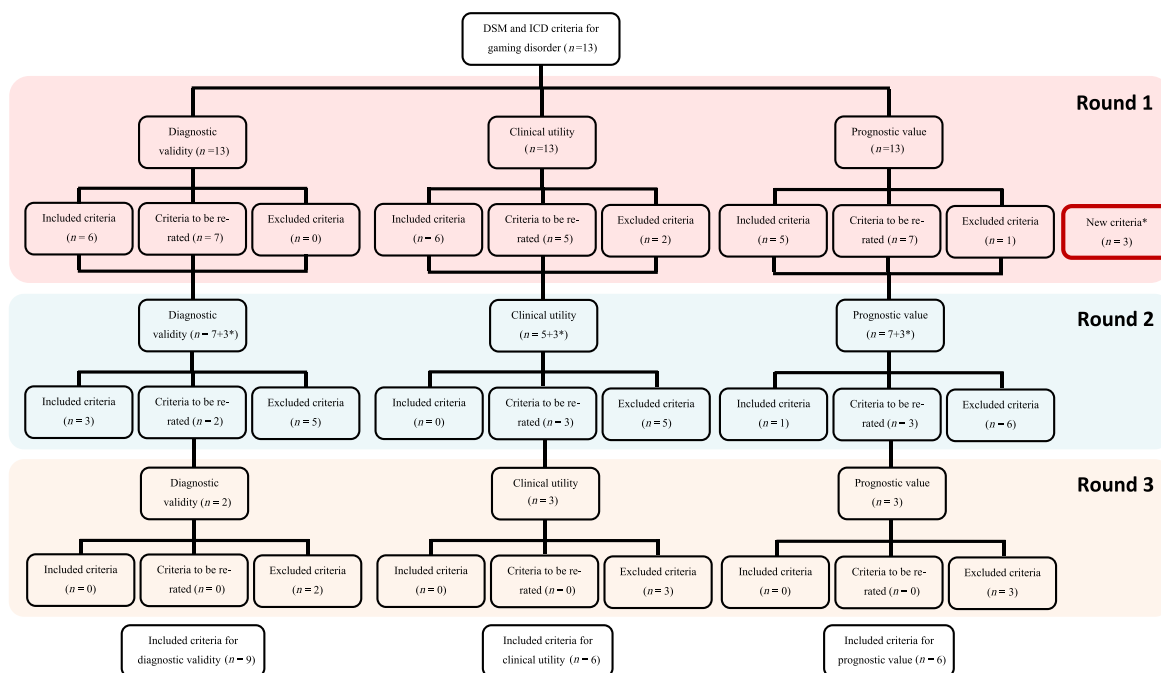 DSM and ICD criteria for
gaming disorder (n=13)
Round 1
Diagnostic
validity (n=13)
Clinical utility
(n=13)
Prognostic value
(n=13)
Included criteria
(n = 6)
Criteria to be re-
rated (n = 7)
Excluded criteria
(n = 0)
Included criteria
(n − 6)
Criteria to be re-
rated (n = 5)
Excluded criteria
(n = 2)
Included criteria
(n = 5)
Criteria to be re-
rated (n = 7)
Excluded criteria
(n = 1)
New criteria*
(n = 3)
Round 2
Diagnostic
validity (n − 7+3*)
Clinical utility
(n = 5+3*)
Prognostic value
(n = 7+3*)
Included criteria
(n = 3)
Criteria to be re-
rated (n − 2)
Excluded criteria
(n = 5)
Included criteria
(n = 0)
Criteria to be re-
rated (n − 3)
Excluded criteria
(n = 5)
Included criteria
(n = 1)
Criteria to be re-
rated (n − 3)
Excluded criteria
(n − 6)
Round 3
Diagnostic
validity (n = 2)
Clinical utility
(n = 3)
Prognostic value
(n = 3)
Included criteria
(n = 0)
Criteria to be re-
rated (n = 0)
Excluded criteria
(n = 2)
Included criteria
(n = 0)
Criteria to be re-
rated (n − 0)
Excluded criteria
(n = 3)
Included criteria
(n = 0)
Criteria to be re-
rated (n − 0)
Excluded criteria
(n = 3)
Included criteria for
diagnostic validity (n − 9)
Included criteria for
clinical utility (n − 6)
Included criteria for
prognostic value (n − 6)